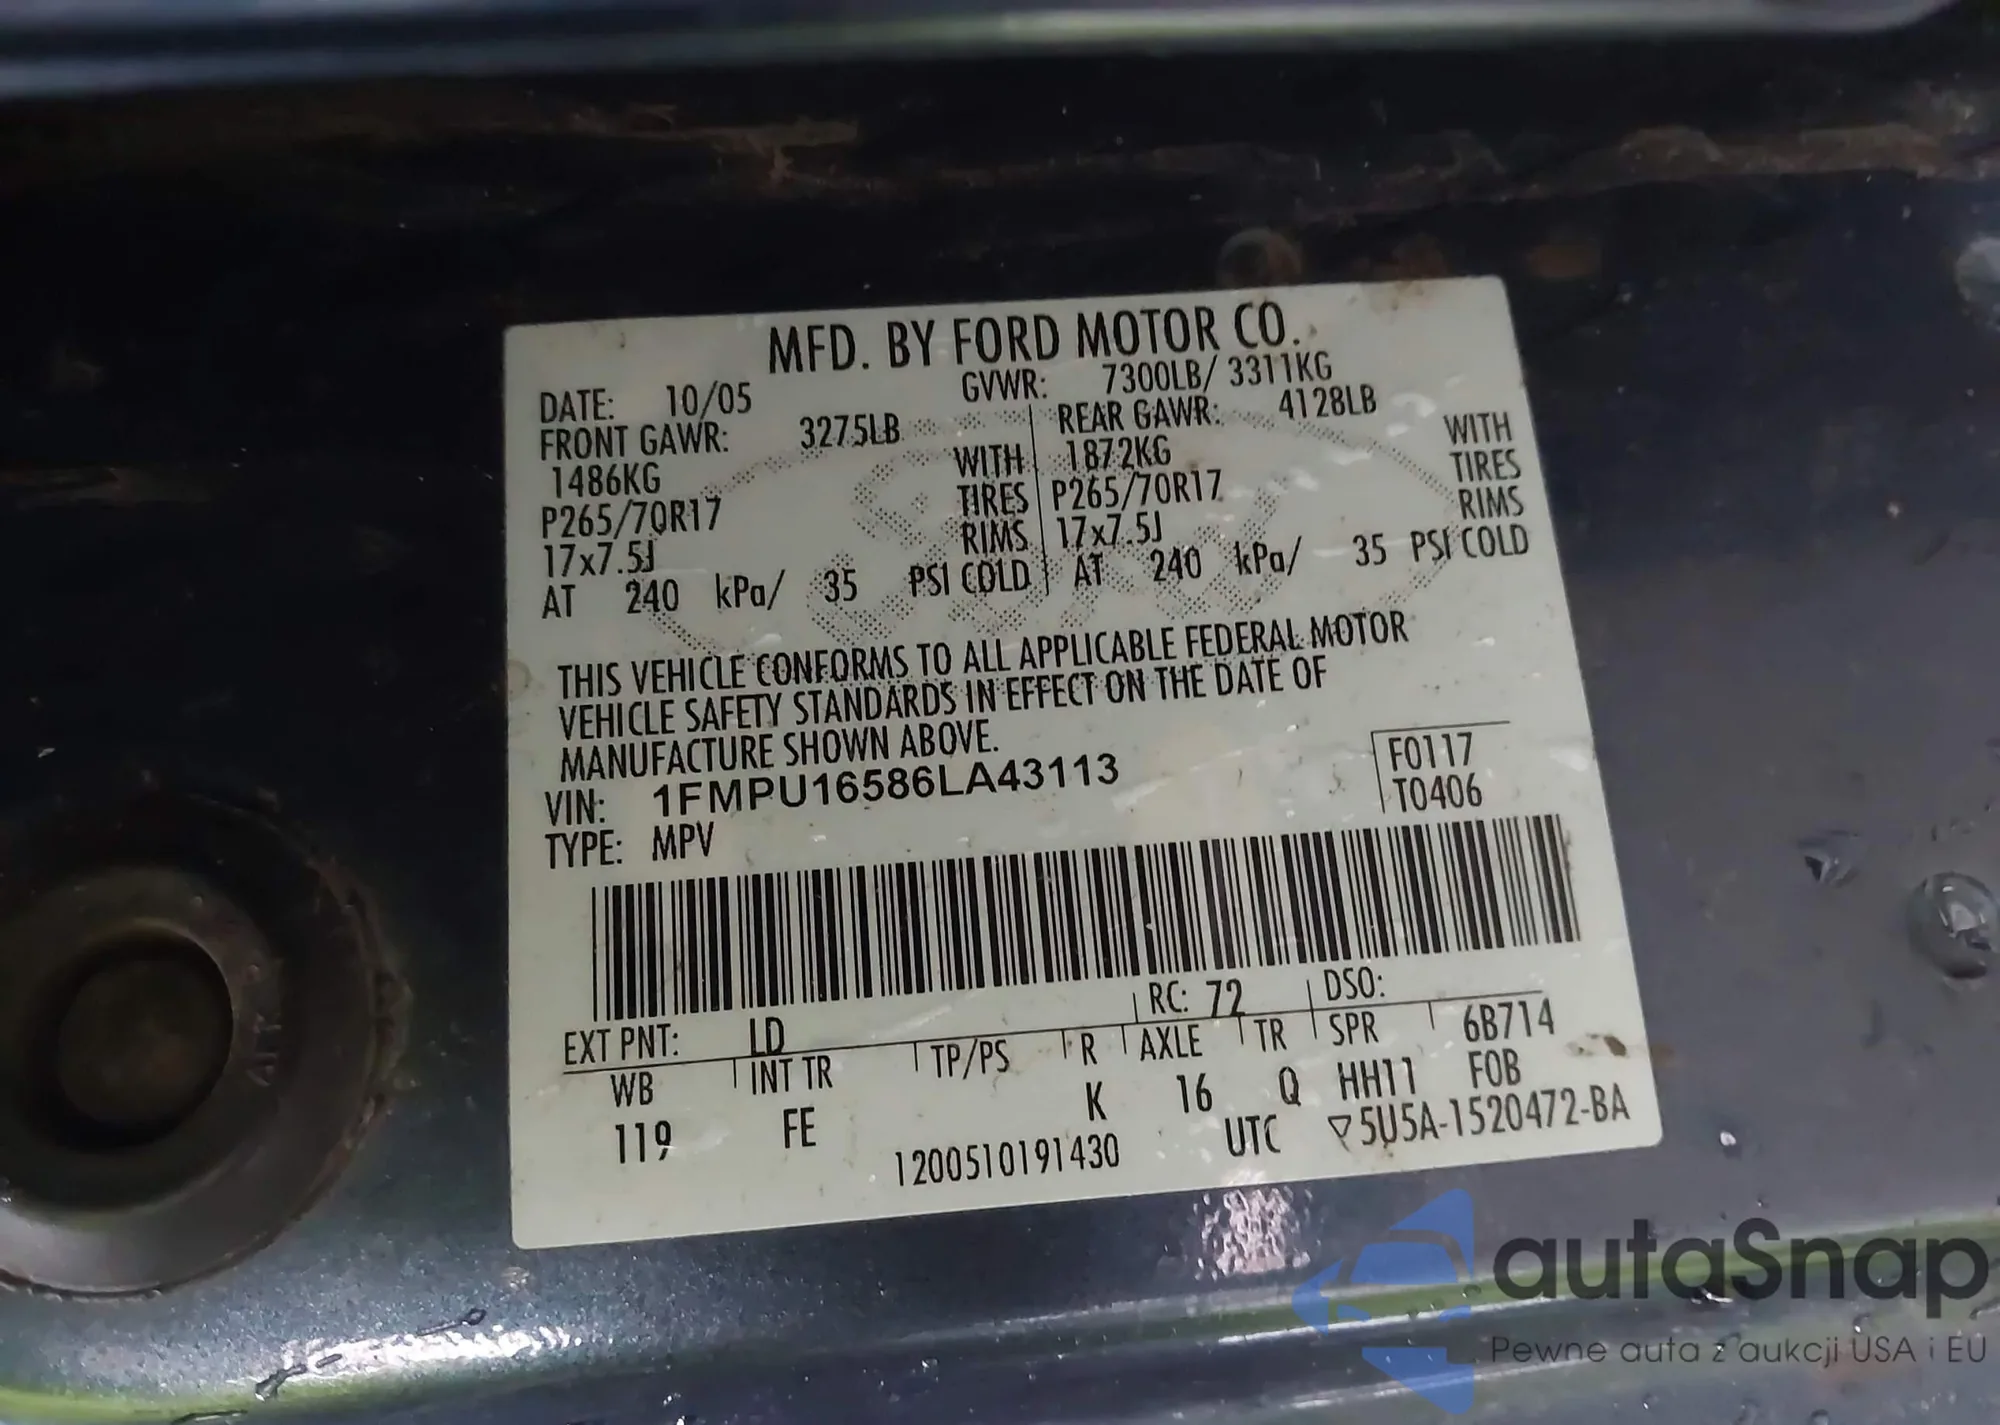 MFD. BY FORD MOTOR CO.
DATE: 10/05 GVWR: 7300LB/ 3311KG
FRONT GAWR: 3275LB REAR GAWR: 4128LB
1486KG WITH 1872KG WITH
P265/70R17 TIRES P265/70R17 TIRES
17x7.5J RIMS 17x7.5J RIMS
AT 240 kPa/ 35 PSI COLD AT 240 kPa/ 35 PSI COLD
THIS VEHICLE CONFORMS TO ALL APPLICABLE FEDERAL MOTOR
VEHICLE SAFETY STANDARDS IN EFFECT ON THE DATE OF
MANUFACTURE SHOWN ABOVE.
VIN: 1FMPU16586LA43113 F0117
TYPE: MPV T0406
EXT PNT: LD RC: 72 DSO:
WB INT TR TP/PS R AXLE TR SPR 6B714
119 FE K 16 Q HH11 FOB
1200510191430 UTC ▽5U5A-1520472-BA
autaSnap
Pewne auta z aukcji USA i EU